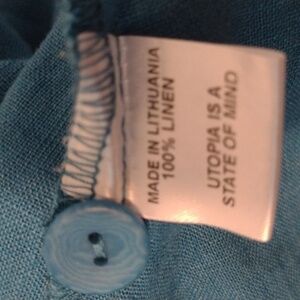 MADE IN LITHUANIA
100% LINEN
UTOPIA IS A
STATE OF MIND